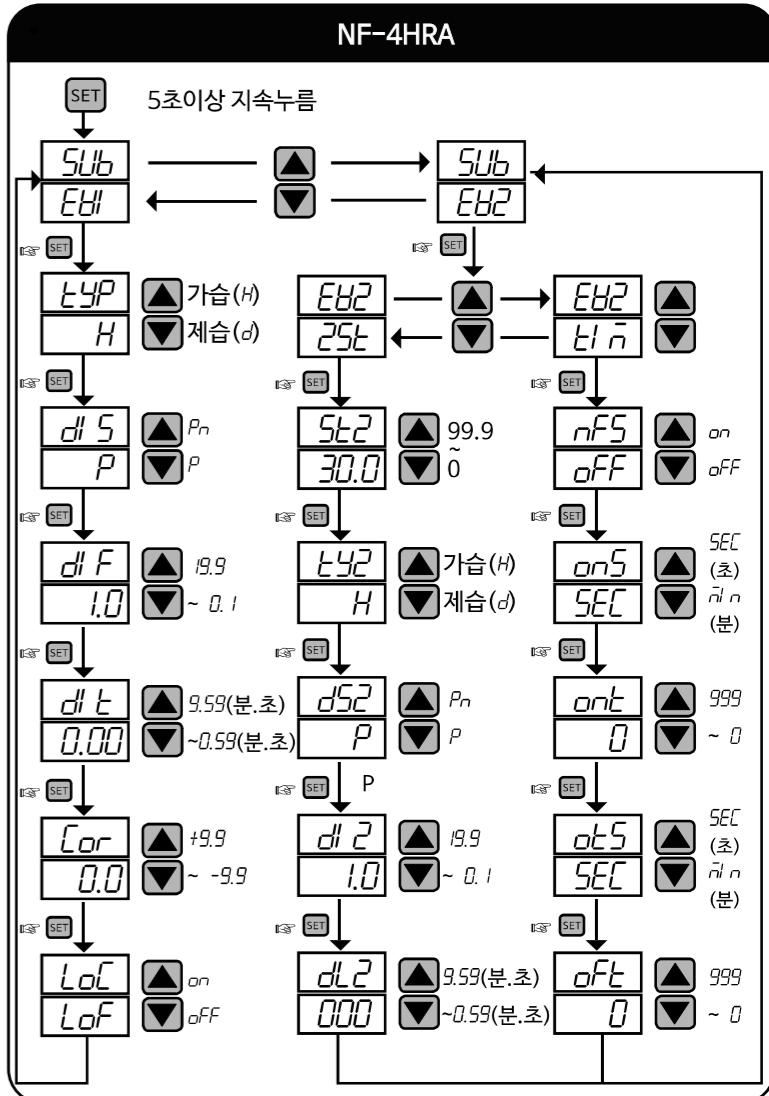 NF-4HRA
SET 5초이상 지속누름
SUb
EV1
SUb
EV2
SET
SET
tYP
H
가습(H)
제습(d)
EV2
2St
EV2
tIm
SET
SET
SET
dIS
P
Pn
P
St2
30.0
99.9
~
0
nFS
oFF
on
oFF
SET
SET
SET
dIF
1.0
19.9
~ 0.1
tY2
H
가습(H)
제습(d)
onS
SEC
SEC
(초)
mIn
(분)
SET
SET
SET
dIt
0.00
9.59(분.초)
~0.59(분.초)
dS2
P
Pn
P
ont
0
999
~ 0
SET
SET P
SET
Cor
0.0
+9.9
~ -9.9
dI2
1.0
19.9
~ 0.1
otS
SEC
SEC
(초)
mIn
(분)
SET
SET
SET
LoC
LoF
on
oFF
dL2
000
9.59(분.초)
~0.59(분.초)
oFt
0
999
~ 0